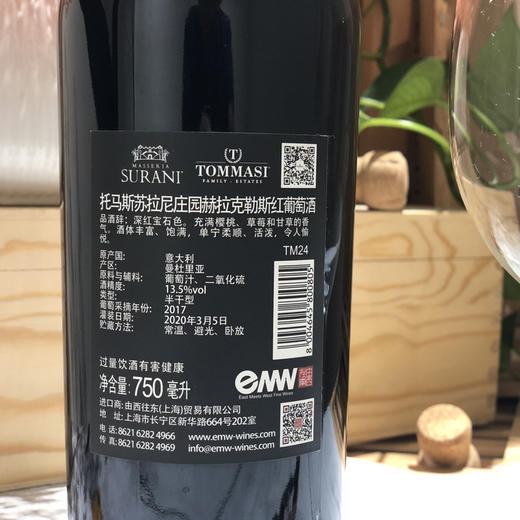 MASSERIA
SURANI
T
TOMMASI
FAMILY · ESTATES
托马斯苏拉尼庄园赫拉克勒斯红葡萄酒
品酒辞：深红宝石色。充满樱桃、草莓和甘草的香
气。酒体丰富、饱满，单宁柔顺、活泼，令人愉
悦。
TM24
原产国： 意大利
产区： 曼杜里亚
原料与辅料： 葡萄汁、二氧化硫
酒精度： 13.5%vol
类型： 半干型
葡萄采摘年份： 2017
灌装日期： 2020年3月5日
贮藏方法： 常温、避光、卧放
8004645800805
过量饮酒有害健康
净含量:750毫升
emw
East Meets West Fine Wines
进口商：由西往东(上海)贸易有限公司
地 址：上海市长宁区新华路664号202室
电话：8621 6282 4966 www.emw-wines.com
传真：8621 6282 4969 info@emw-wines.com